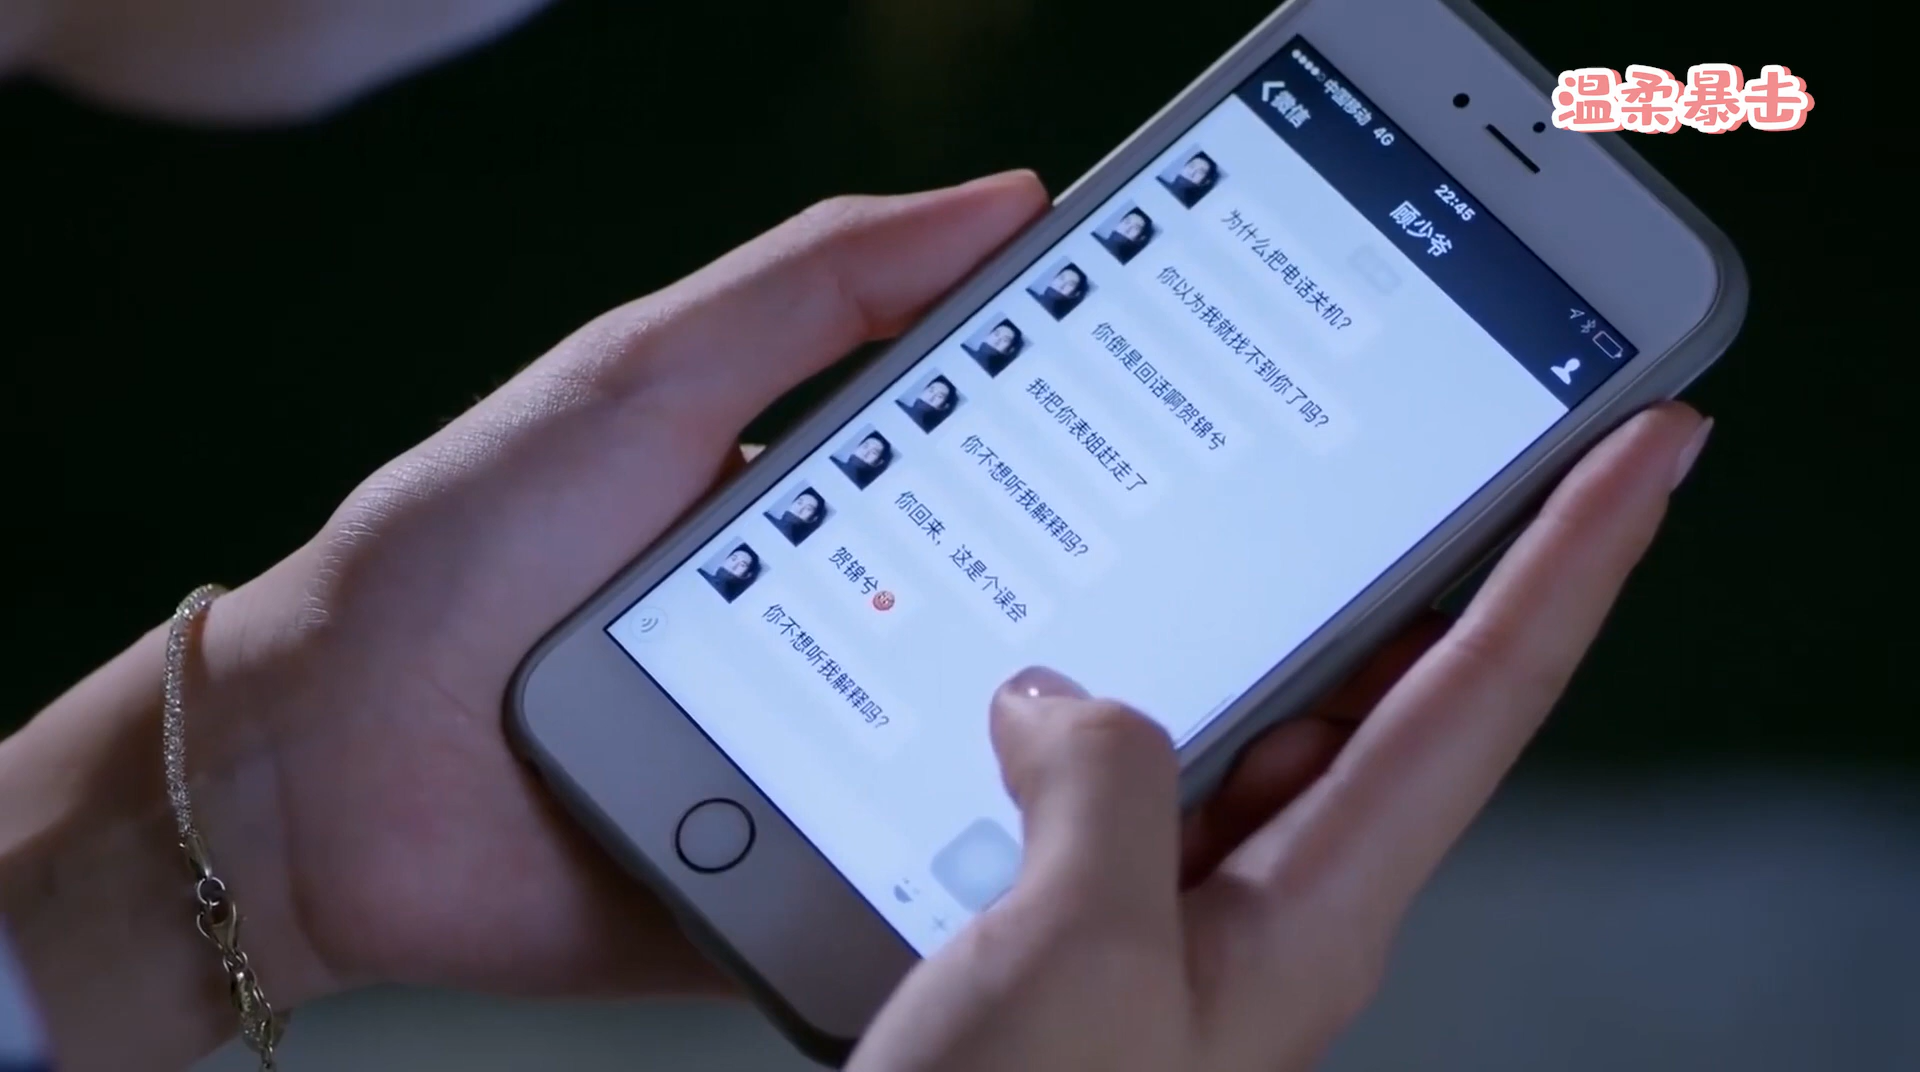 温柔暴击
中国移动 4G
22:45
微信
顾少爷
为什么把电话关机?
你以为我就找不到你了吗?
你倒是回话啊贺锦兮
我把你表姐赶走了
你不想听我解释吗?
你回来，这是个误会
贺锦兮
你不想听我解释吗?